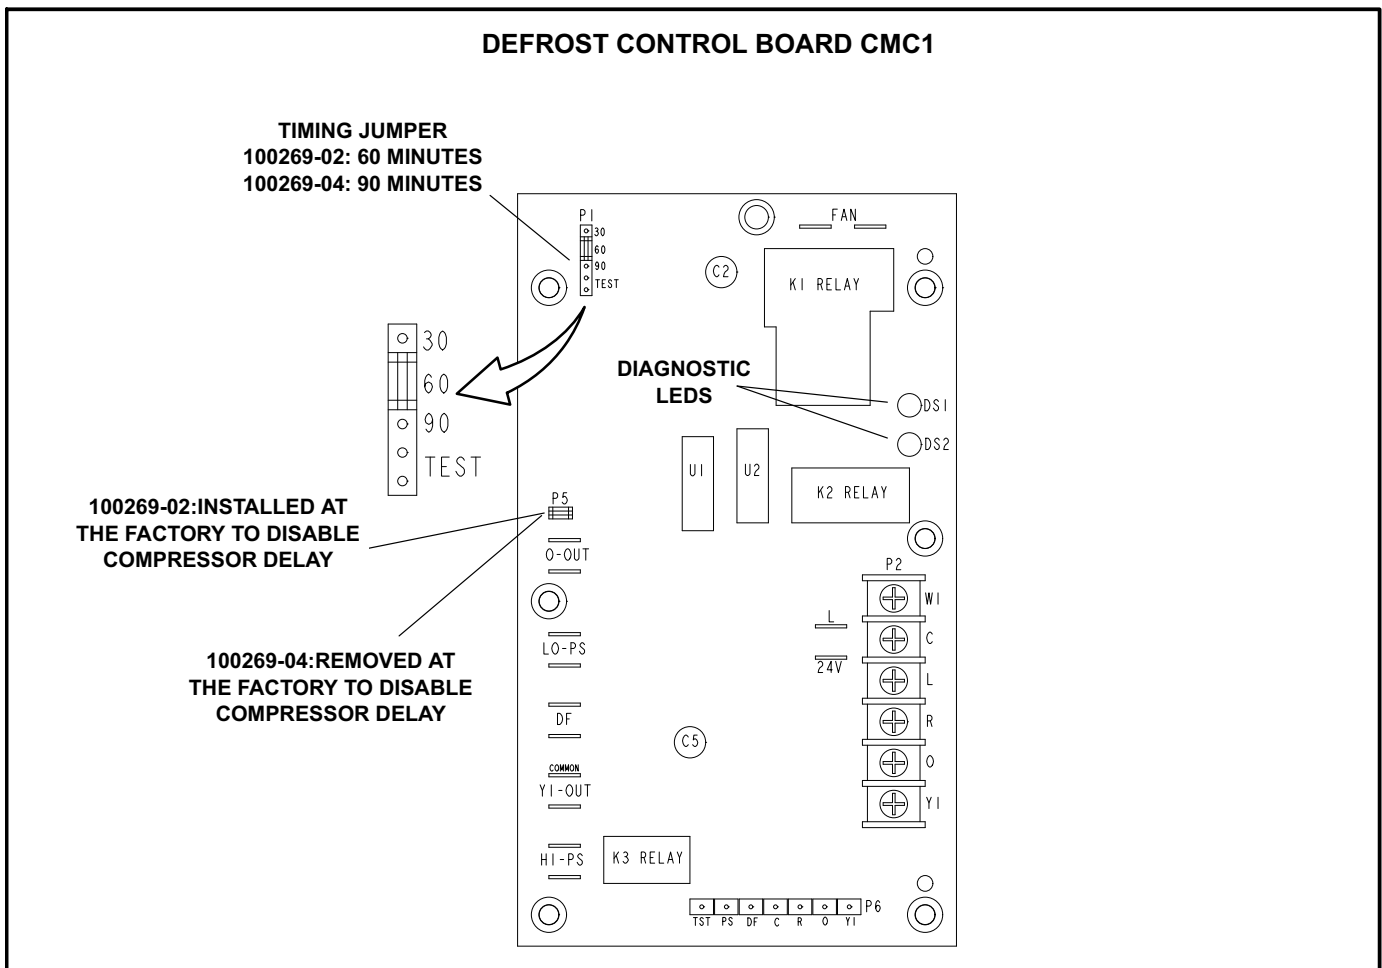 DEFROST CONTROL BOARD CMC1
TIMING JUMPER
100269-02: 60 MINUTES
100269-04: 90 MINUTES
P1
30
60
90
TEST
FAN
C2
K1 RELAY
30
60
90
TEST
DIAGNOSTIC
LEDS
DS1
DS2
U1
U2
K2 RELAY
100269-02:INSTALLED AT
THE FACTORY TO DISABLE
COMPRESSOR DELAY
P5
O-OUT
P2
W1
C
L
R
O
Y1
L
24V
LO-PS
100269-04:REMOVED AT
THE FACTORY TO DISABLE
COMPRESSOR DELAY
DF
C5
COMMON
Y1-OUT
HI-PS
K3 RELAY
P6
TST PS DF C R O Y1